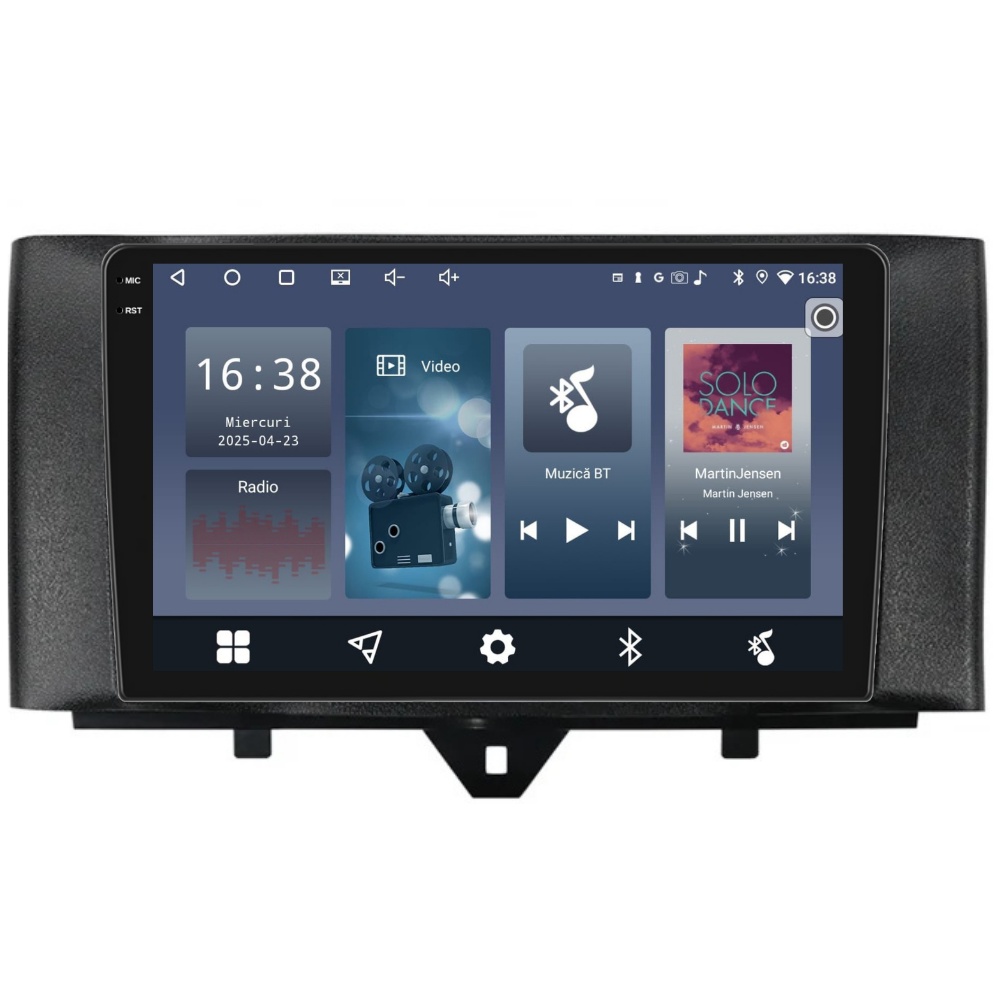 MIC
RST
G
16:38
16:38
Miercuri
2025-04-23
Radio
Video
Muzică BT
SOLO
DANCE
MARTIN JENSEN
MartinJensen
Martin Jensen